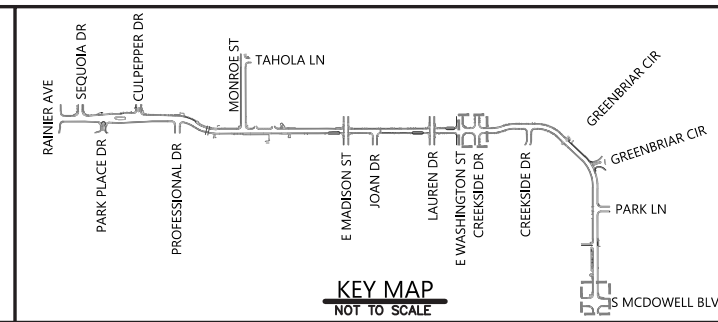 RAINIER AVE
SEQUOIA DR
CULPEPPER DR
PARK PLACE DR
PROFESSIONAL DR
MONROE ST
TAHOLA LN
E MADISON ST
JOAN DR
LAUREN DR
E WASHINGTON ST
CREEKSIDE DR
CREEKSIDE DR
GREENBRIAR CIR
GREENBRIAR CIR
PARK LN
S MCDOWELL BLV
KEY MAP
NOT TO SCALE